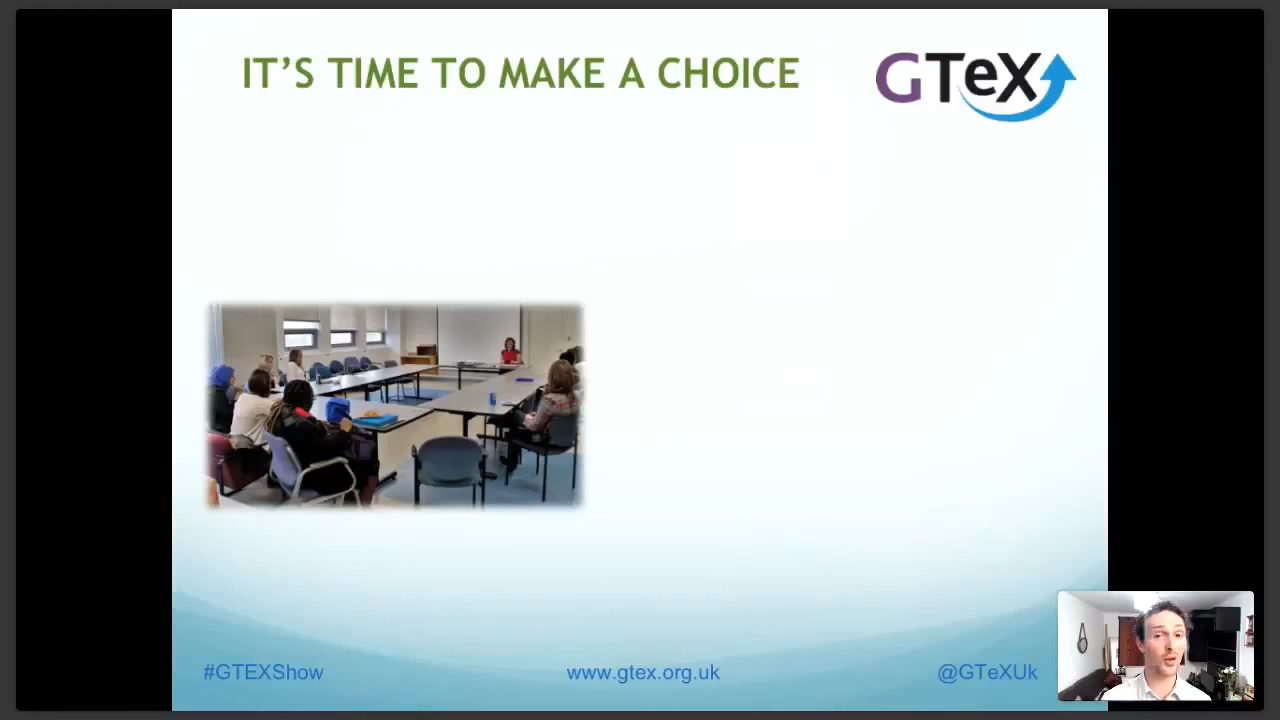 IT’S TIME TO MAKE A CHOICE
GTeX
#GTEXShow
www.gtex.org.uk
@GTeXUk